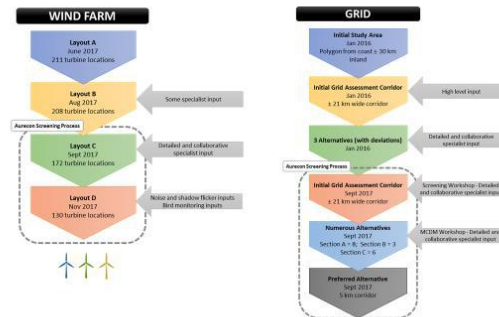 WIND FARM
Layout A
June 2017
211 turbine locations
Layout B
Aug 2017
208 turbine locations
Some specialist input
Aurecon Screening Process
Layout C
Sept 2017
172 turbine locations
Detailed and collaborative
specialist input
Layout D
Nov 2017
130 turbine locations
Noise and shadow flicker inputs
Bird monitoring inputs
GRID
Initial Study Area
Jan 2016
Polygon from coast ± 30 km
inland
Initial Grid Assessment Corridor
Jan 2016
± 21 km wide corridor
High level input
3 Alternatives (with deviations)
Jan 2016
Detailed and collaborative
specialist input
Aurecon Screening Process
Initial Grid Assessment Corridor
Sept 2017
± 21 km wide corridor
Screening Workshop - Detailed
and collaborative specialist input
Numerous Alternatives
Sept 2017
Section A = 8; Section B = 3
Section C = 6
MCDM Workshop - Detailed and
collaborative specialist input
Preferred Alternative
Sept 2017
5 km corridor